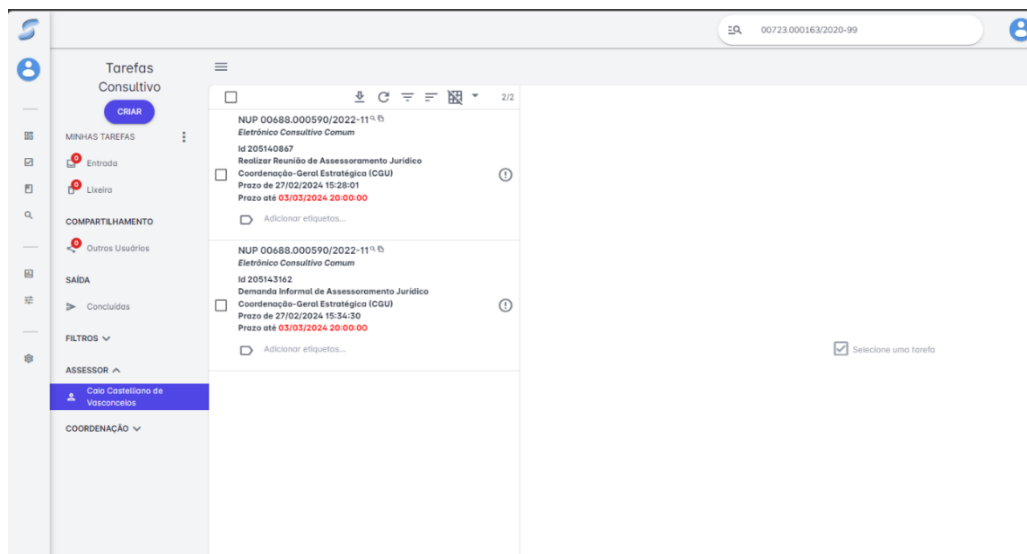 00723.000163/2020-99
Tarefas
Consultivo
CRIAR
MINHAS TAREFAS
0
Entrada
0
Lixeira
COMPARTILHAMENTO
0
Outros Usuários
SAÍDA
Concluídos
FILTROS
ASSESSOR
Caio Castelliano de
Vasconcelos
COORDENAÇÃO
2/2
NUP 00688.000590/2022-11
Eletrônico Consultivo Comum
Id 205140867
Realizar Reunião de Assessoramento Jurídico
Coordenação-Geral Estratégica (CGU)
Prazo de 27/02/2024 15:28:01
Prazo até 03/03/2024 20:00:00
Adicionar etiquetas...
NUP 00688.000590/2022-11
Eletrônico Consultivo Comum
Id 205143162
Demanda Informal de Assessoramento Jurídico
Coordenação-Geral Estratégica (CGU)
Prazo de 27/02/2024 15:34:30
Prazo até 03/03/2024 20:00:00
Adicionar etiquetas...
Selecione uma tarefa